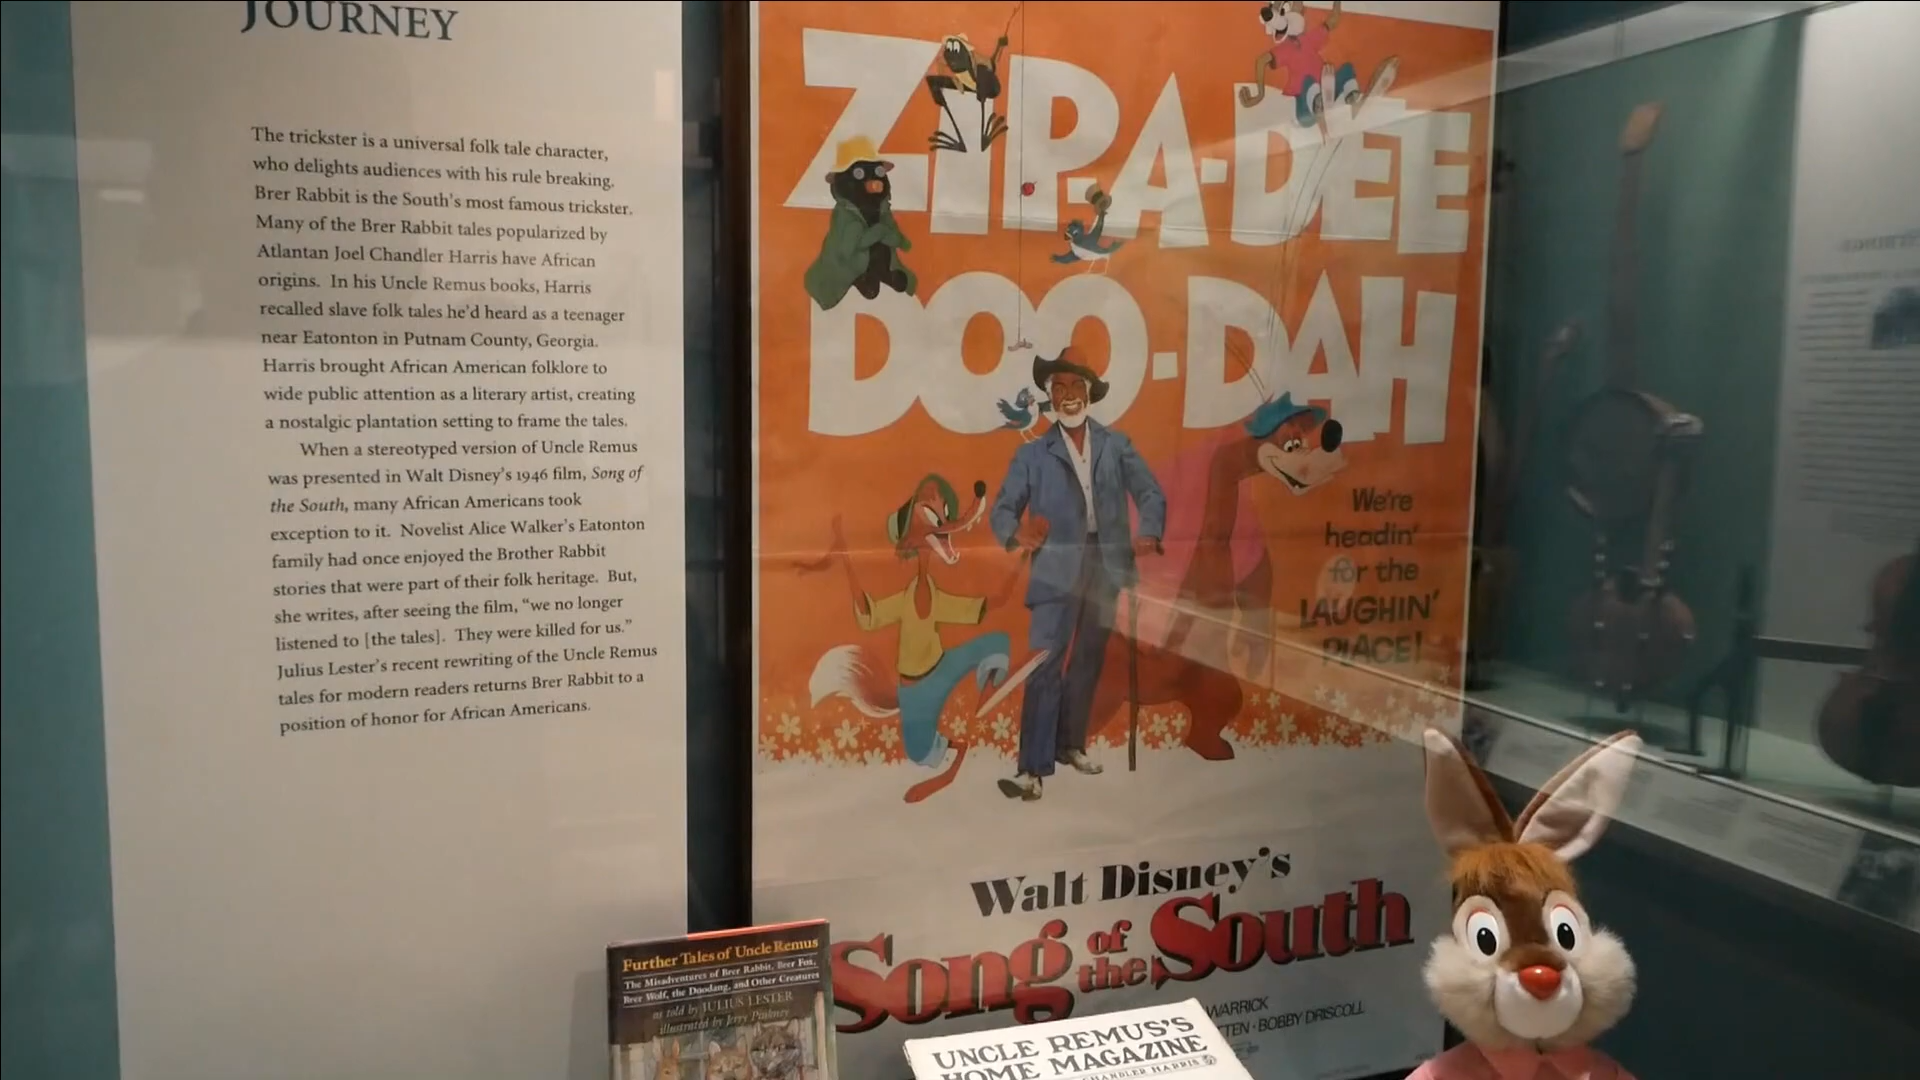 JOURNEY
The trickster is a universal folk tale character,
who delights audiences with his rule breaking.
Brer Rabbit is the South's most famous trickster.
Many of the Brer Rabbit tales popularized by
Atlantan Joel Chandler Harris have African
origins. In his Uncle Remus books, Harris
recalled slave folk tales he'd heard as a teenager
near Eatonton in Putnam County, Georgia.
Harris brought African American folklore to
wide public attention as a literary artist, creating
a nostalgic plantation setting to frame the tales.
When a stereotyped version of Uncle Remus
was presented in Walt Disney's 1946 film, Song of
the South, many African Americans took
exception to it. Novelist Alice Walker's Eatonton
family had once enjoyed the Brother Rabbit
stories that were part of their folk heritage. But,
she writes, after seeing the film, "we no longer
listened to [the tales]. They were killed for us."
Julius Lester's recent rewriting of the Uncle Remus
tales for modern readers returns Brer Rabbit to a
position of honor for African Americans.
ZIP-A-DEE
DOO-DAH
We're
headin'
for the
LAUGHIN'
PLACE!
Walt Disney's
Song of the South
WARRICK
TEN · BOBBY DRISCOLL
Further Tales of Uncle Remus
The Misadventures of Brer Rabbit, Brer Fox,
Brer Wolf, the Doodang, and Other Creatures
as told by JULIUS LESTER
illustrated by Jerry Pinkney
UNCLE REMUS'S
HOME MAGAZINE
CHANDLER HARRIS